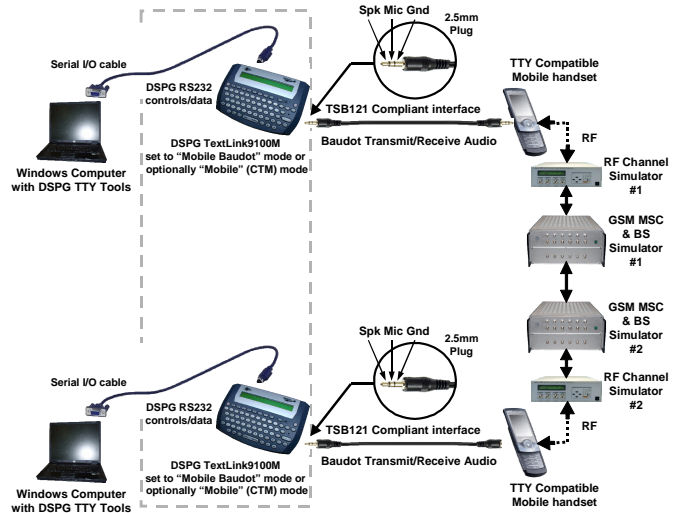 Spk Mic Gnd
2.5mm
Plug
TTY Compatible
Mobile handset
Serial I/O cable
DSPG RS232
controls/data
TSB121 Compliant interface
RF
DSPG TextLink9100M
set to “Mobile Baudot” mode or
optionally “Mobile” (CTM) mode
Baudot Transmit/Receive Audio
Windows Computer
with DSPG TTY Tools
RF Channel
Simulator
#1
GSM MSC
& BS
Simulator
#1
GSM MSC
& BS
Simulator
#2
Spk Mic Gnd
2.5mm
Plug
RF Channel
Simulator
#2
Serial I/O cable
DSPG RS232
controls/data
TSB121 Compliant interface
RF
DSPG TextLink9100M
set to “Mobile Baudot” mode or
optionally “Mobile” (CTM) mode
Baudot Transmit/Receive Audio
Windows Computer
with DSPG TTY Tools
TTY Compatible
Mobile handset